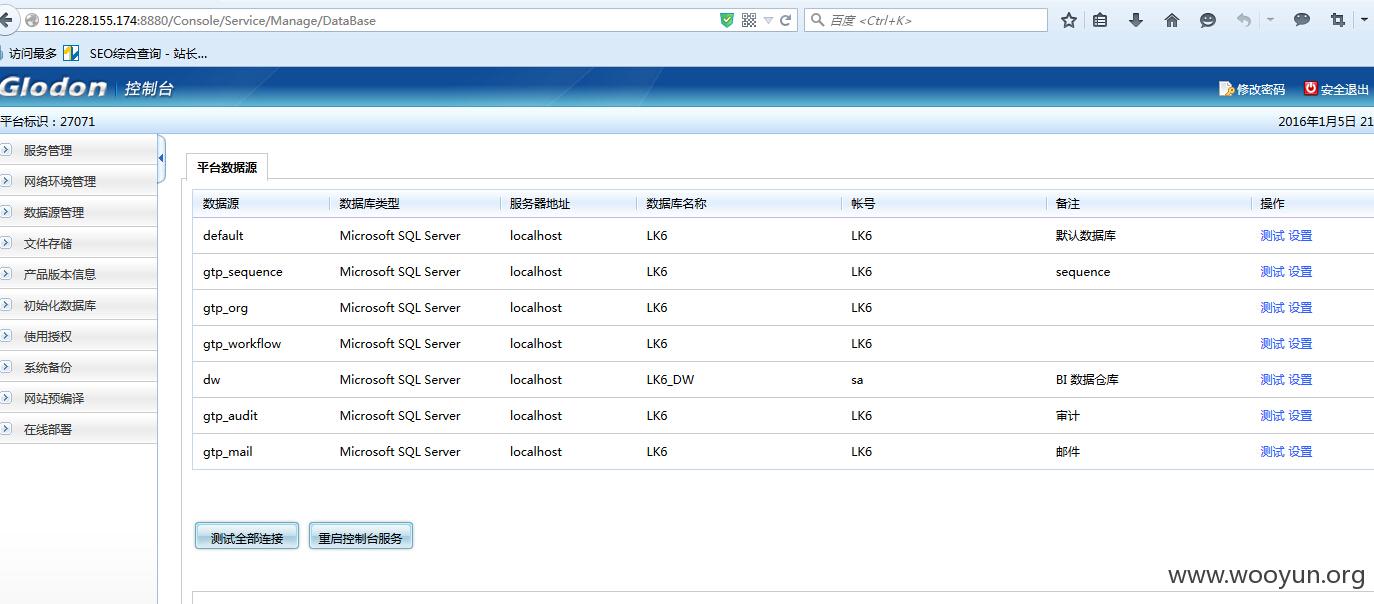 116.228.155.174:8880/Console/Service/Manage/DataBase
百度 <Ctrl+K>
访问最多 SEO综合查询 - 站长...
Glodon 控制台 修改密码 安全退出
平台标识：27071 2016年1月5日 21
服务管理
网络环境管理
数据源管理
文件存储
产品版本信息
初始化数据库
使用授权
系统备份
网站预编译
在线部署
平台数据源
数据源 数据库类型 服务器地址 数据库名称 帐号 备注 操作
default Microsoft SQL Server localhost LK6 LK6 默认数据库 测试 设置
gtp_sequence Microsoft SQL Server localhost LK6 LK6 sequence 测试 设置
gtp_org Microsoft SQL Server localhost LK6 LK6 测试 设置
gtp_workflow Microsoft SQL Server localhost LK6 LK6 测试 设置
dw Microsoft SQL Server localhost LK6_DW sa BI 数据仓库 测试 设置
gtp_audit Microsoft SQL Server localhost LK6 LK6 审计 测试 设置
gtp_mail Microsoft SQL Server localhost LK6 LK6 邮件 测试 设置
测试全部连接 重启控制台服务
www.wooyun.org